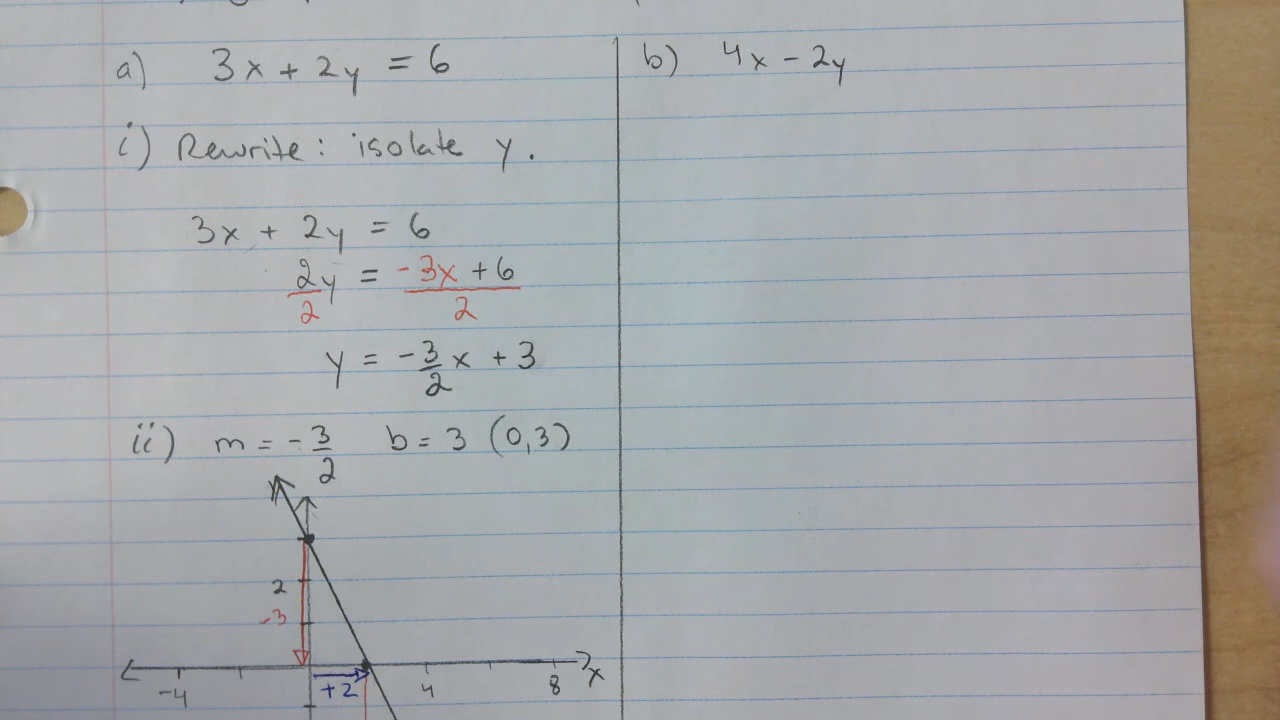 a) 3x + 2y = 6
i) Rewrite: isolate y.
3x + 2y = 6
2y/2 = -3x + 6/2
y = -3/2 x + 3
ii) m = -3/2 b = 3 (0,3)
2
-3
-4 +2 4 8 x
b) 4x - 2y